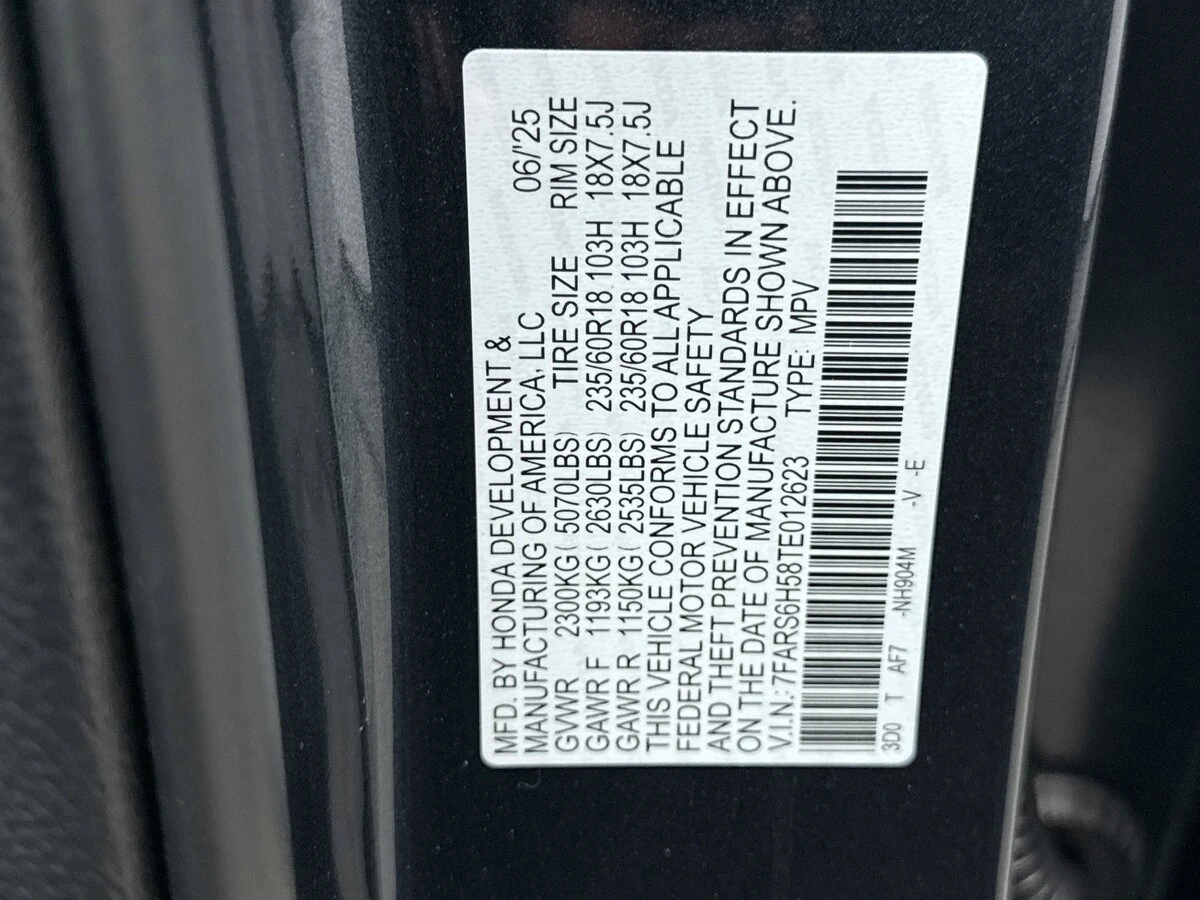 MFD. BY HONDA DEVELOPMENT &
MANUFACTURING OF AMERICA, LLC 06/'25
GVWR 2300KG( 5070LBS) TIRE SIZE RIM SIZE
GAWR F 1193KG( 2630LBS) 235/60R18 103H 18X7.5J
GAWR R 1150KG( 2535LBS) 235/60R18 103H 18X7.5J
THIS VEHICLE CONFORMS TO ALL APPLICABLE
FEDERAL MOTOR VEHICLE SAFETY
AND THEFT PREVENTION STANDARDS IN EFFECT
ON THE DATE OF MANUFACTURE SHOWN ABOVE.
V.I.N.: 7FARS6H58TE012623 TYPE: MPV
3D0 T AF7 -NH904M -V -E